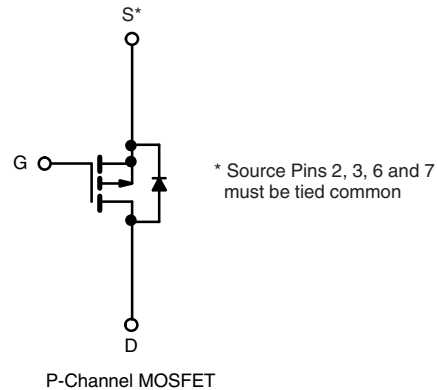 S*
G
* Source Pins 2, 3, 6 and 7
must be tied common
D
P-Channel MOSFET